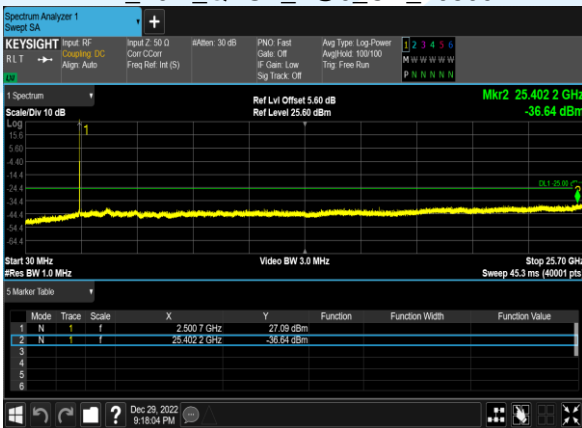 Spectrum Analyzer 1
Swept SA
+
KEYSIGHT Input: RF Input Z: 50 Ω #Atten: 30 dB PNO: Fast Avg Type: Log-Power 1 2 3 4 5 6
RLT Coupling: DC Corr CCorr Gate: Off Avg|Hold: 100/100 M W W W W W
Align: Auto Freq Ref: Int (S) IF Gain: Low Trig: Free Run
LW Sig Track: Off P N N N N N
1 Spectrum Ref Lvl Offset 5.60 dB Mkr2 25.402 2 GHz
Scale/Div 10 dB Ref Level 25.60 dBm -36.64 dBm
Log
1
15.6
5.60
-4.40
-14.4
DL1 -25.00
-24.4
-34.4
-44.4
-54.4
-64.4
Start 30 MHz Video BW 3.0 MHz Stop 25.70 GHz
#Res BW 1.0 MHz Sweep 45.3 ms (40001 pts)
5 Marker Table
Mode Trace Scale X Y Function Function Width Function Value
1 N 1 f 2.500 7 GHz 27.09 dBm
2 N 1 f 25.402 2 GHz -36.64 dBm
3
4
5
6
? Dec 29, 2022
9:18:04 PM